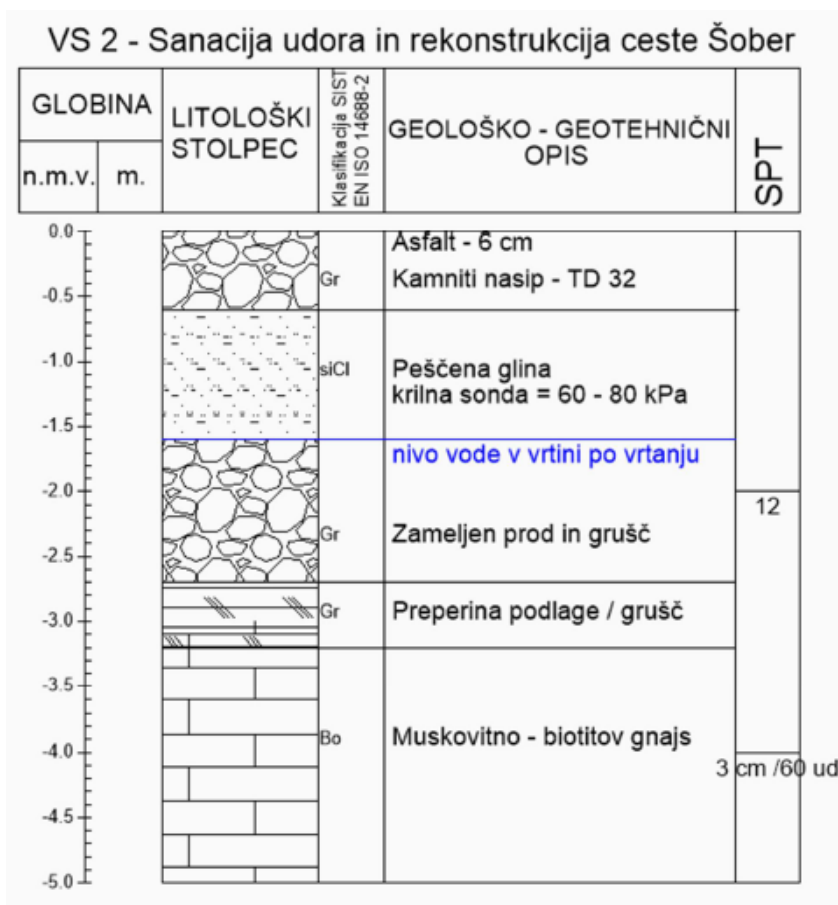 VS 2 - Sanacija udora in rekonstrukcija ceste Šober
GLOBINA
n.m.v.
m.
LITOLOŠKI
STOLPEC
Klasifikacija SIST
EN ISO 14688-2
GEOLOŠKO - GEOTEHNIČNI
OPIS
SPT
0.0
Asfalt - 6 cm
Gr
Kamniti nasip - TD 32
-0.5
-1.0
siCl
Peščena glina
krilna sonda = 60 - 80 kPa
-1.5
nivo vode v vrtini po vrtanju
-2.0
12
Gr
Zameljen prod in grušč
-2.5
Gr
Preperina podlage / grušč
-3.0
-3.5
Bo
Muskovitno - biotitov gnajs
-4.0
3 cm /60 ud
-4.5
-5.0